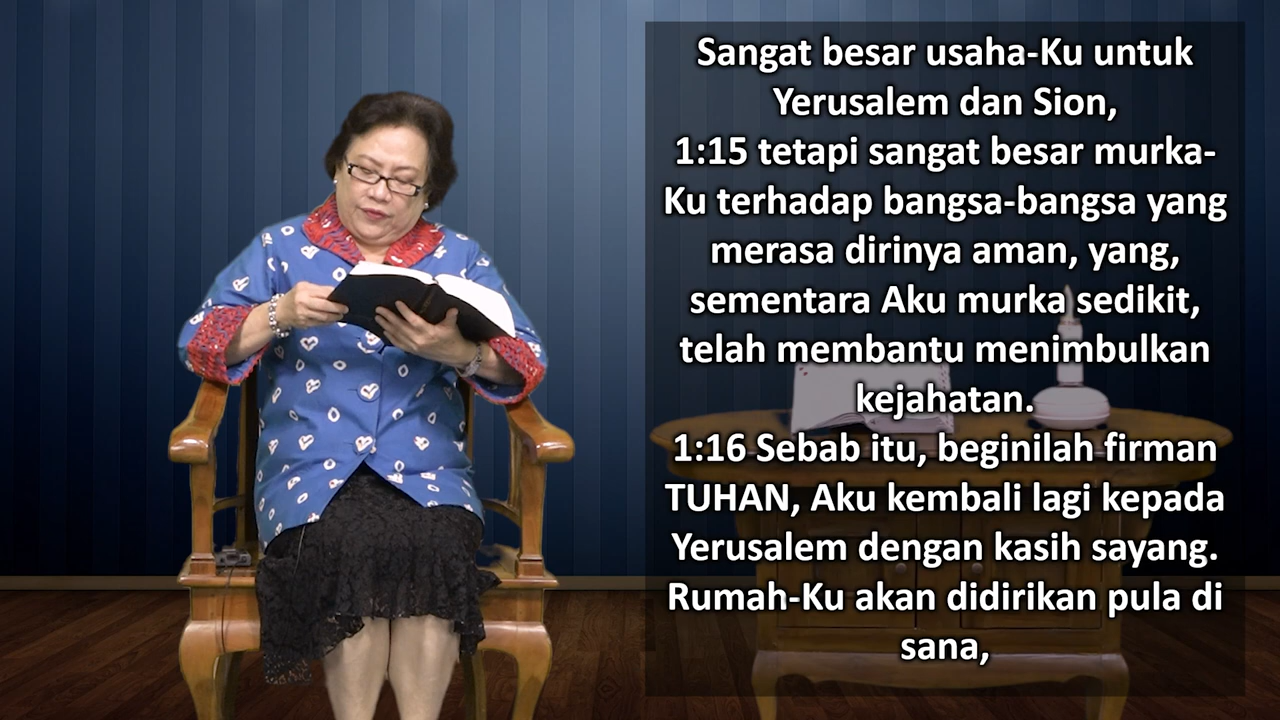 Sangat besar usaha-Ku untuk
Yerusalem dan Sion,
1:15 tetapi sangat besar murka-
Ku terhadap bangsa-bangsa yang
merasa dirinya aman, yang,
sementara Aku murka sedikit,
telah membantu menimbulkan
kejahatan.
1:16 Sebab itu, beginilah firman
TUHAN, Aku kembali lagi kepada
Yerusalem dengan kasih sayang.
Rumah-Ku akan didirikan pula di
sana,